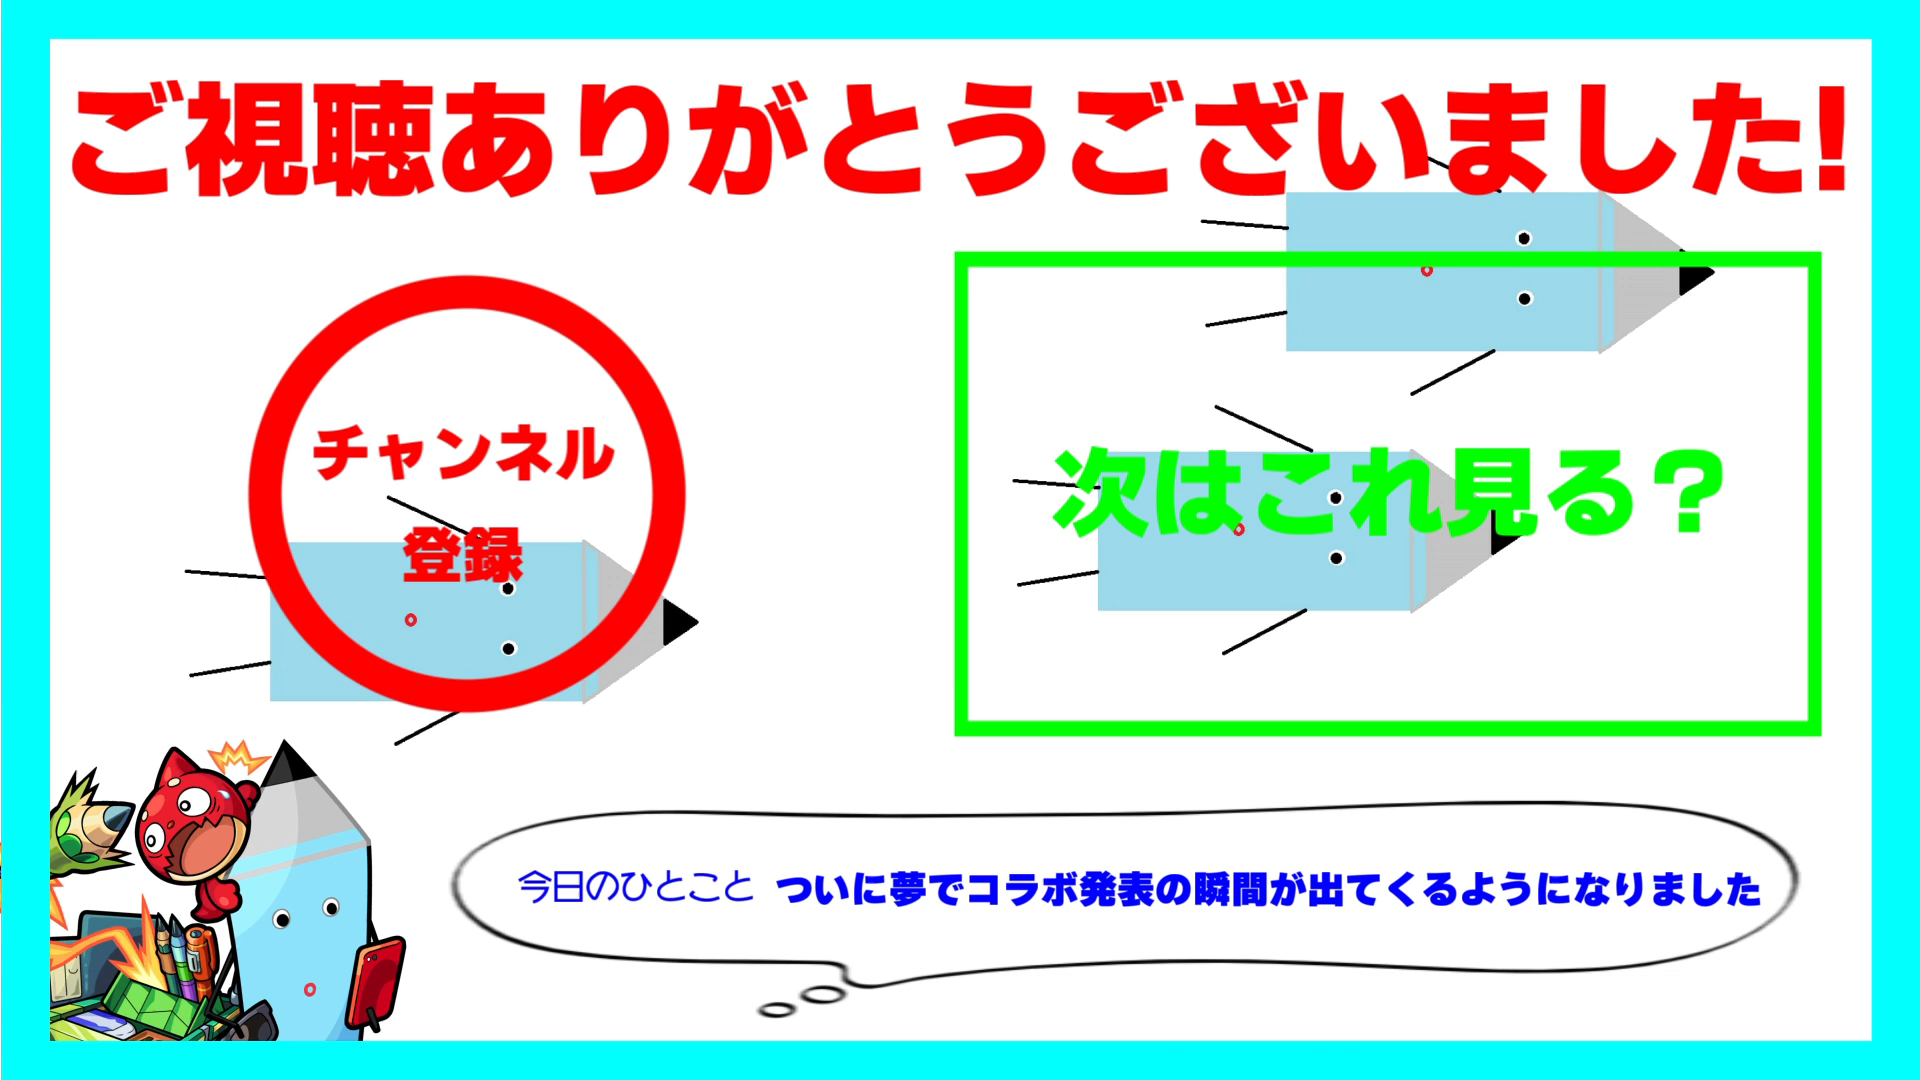 ご視聴ありがとうございました!
チャンネル
登録
次はこれ見る？
今日のひとこと ついに夢でコラボ発表の瞬間が出てくるようになりました